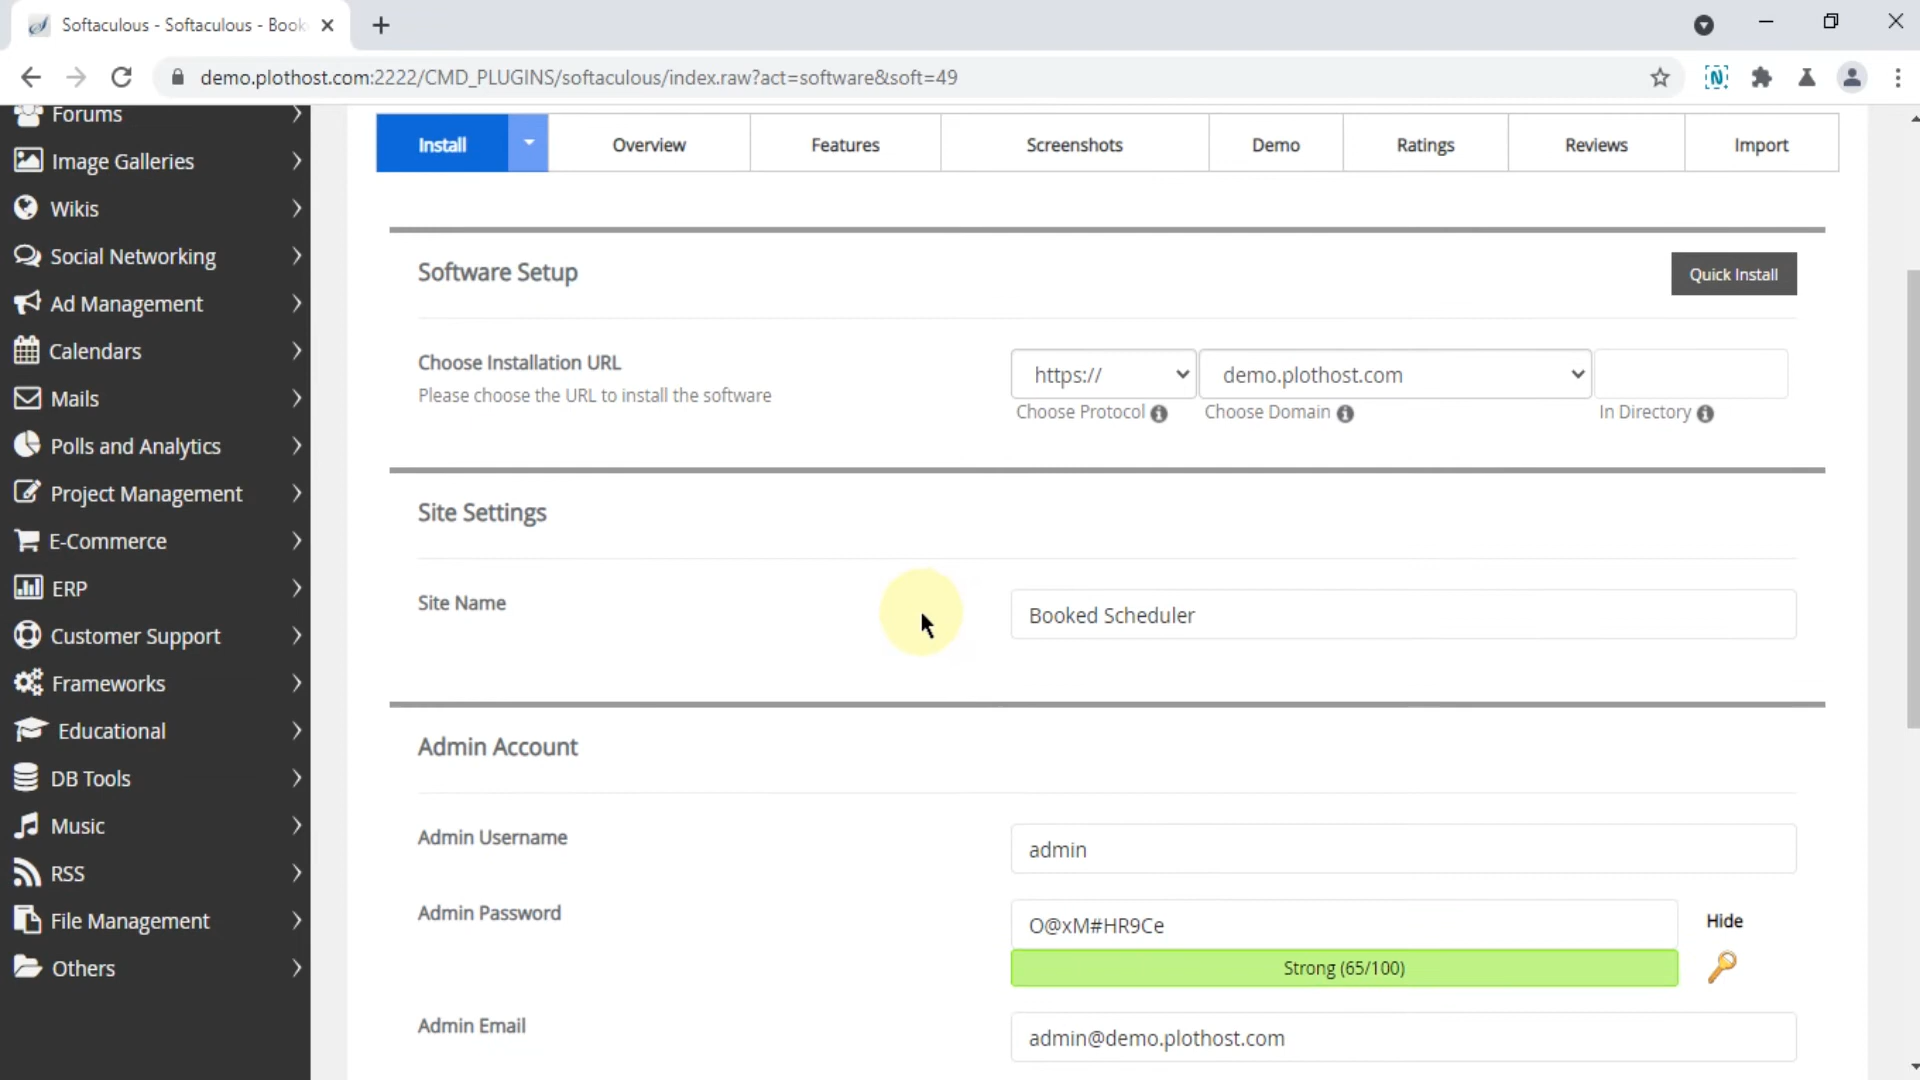 Softaculous - Softaculous - Book
demo.plothost.com:2222/CMD_PLUGINS/softaculous/index.raw?act=software&soft=49
Forums
Image Galleries
Wikis
Social Networking
Ad Management
Calendars
Mails
Polls and Analytics
Project Management
E-Commerce
ERP
Customer Support
Frameworks
Educational
DB Tools
Music
RSS
File Management
Others
Install Overview Features Screenshots Demo Ratings Reviews Import
Software Setup
Quick Install
Choose Installation URL
Please choose the URL to install the software
https:// demo.plothost.com
Choose Protocol Choose Domain In Directory
Site Settings
Site Name
Booked Scheduler
Admin Account
Admin Username
admin
Admin Password
O@xM#HR9Ce
Hide
Strong (65/100)
Admin Email
admin@demo.plothost.com